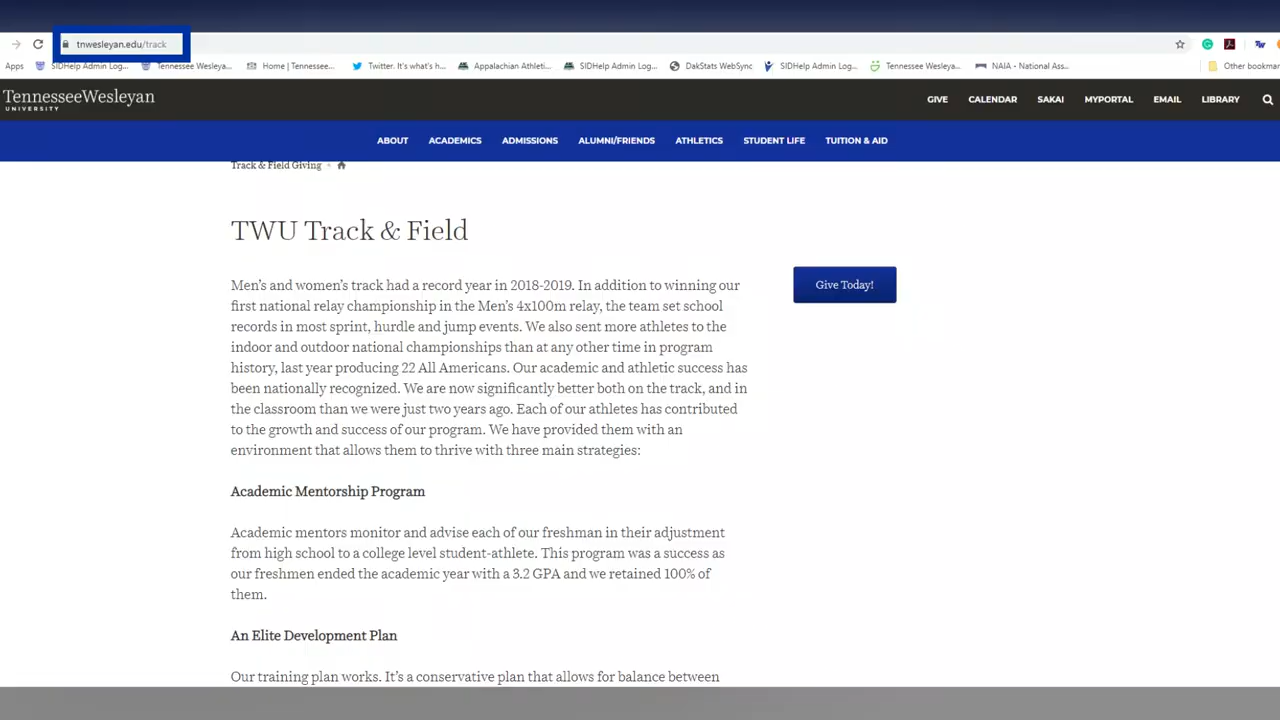 tnwesleyan.edu/track
Apps SIDHelp Admin Log... Tennessee Wesleya... Home | Tennessee... Twitter. It's what's h... Appalachian Athleti... SIDHelp Admin Log... DakStats WebSync SIDHelp Admin Log... Tennessee Wesleya... NAIA - National Ass... Other bookmar
TennesseeWesleyan
UNIVERSITY
GIVE CALENDAR SAKAI MYPORTAL EMAIL LIBRARY
ABOUT ACADEMICS ADMISSIONS ALUMNI/FRIENDS ATHLETICS STUDENT LIFE TUITION & AID
Track & Field Giving
TWU Track & Field
Men's and women's track had a record year in 2018-2019. In addition to winning our
first national relay championship in the Men's 4x100m relay, the team set school
records in most sprint, hurdle and jump events. We also sent more athletes to the
indoor and outdoor national championships than at any other time in program
history, last year producing 22 All Americans. Our academic and athletic success has
been nationally recognized. We are now significantly better both on the track, and in
the classroom than we were just two years ago. Each of our athletes has contributed
to the growth and success of our program. We have provided them with an
environment that allows them to thrive with three main strategies:
Give Today!
Academic Mentorship Program
Academic mentors monitor and advise each of our freshman in their adjustment
from high school to a college level student-athlete. This program was a success as
our freshmen ended the academic year with a 3.2 GPA and we retained 100% of
them.
An Elite Development Plan
Our training plan works. It's a conservative plan that allows for balance between